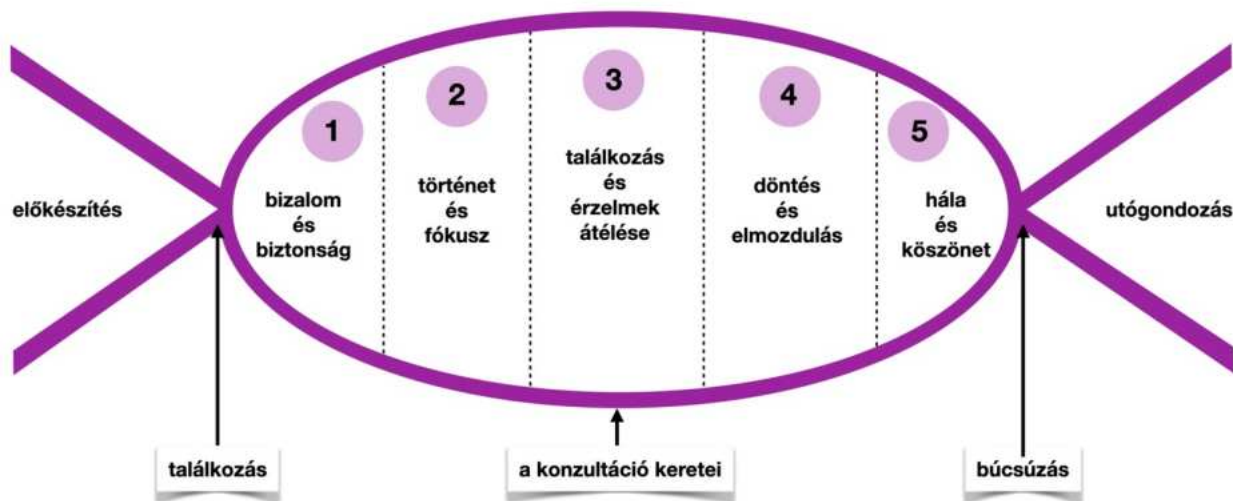 előkészítés
1
bizalom
és
biztonság
2
történet
és
fókusz
3
találkozás
és
érzelmek
átélése
4
döntés
és
elmozdulás
5
hála
és
köszönet
utógondozás
találkozás
a konzultáció keretei
búcsúzás